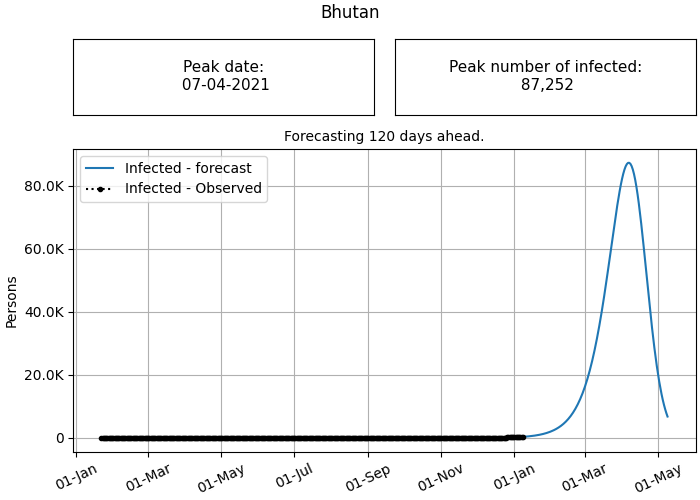 Bhutan
Peak date:
07-04-2021
Peak number of infected:
87,252
Forecasting 120 days ahead.
Infected - forecast
Infected - Observed
80.0K
60.0K
40.0K
20.0K
0
Persons
01-Jan
01-Mar
01-May
01-Jul
01-Sep
01-Nov
01-Jan
01-Mar
01-May